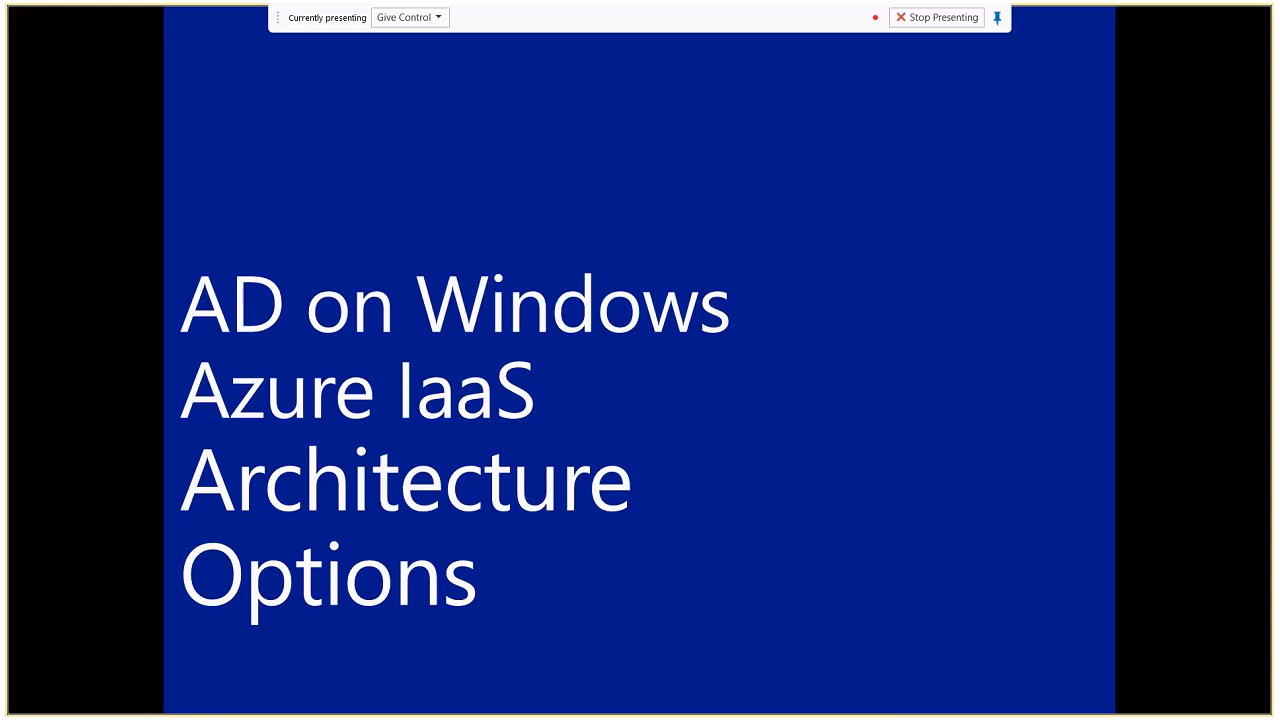 Currently presenting Give Control Stop Presenting
AD on Windows
Azure IaaS
Architecture
Options